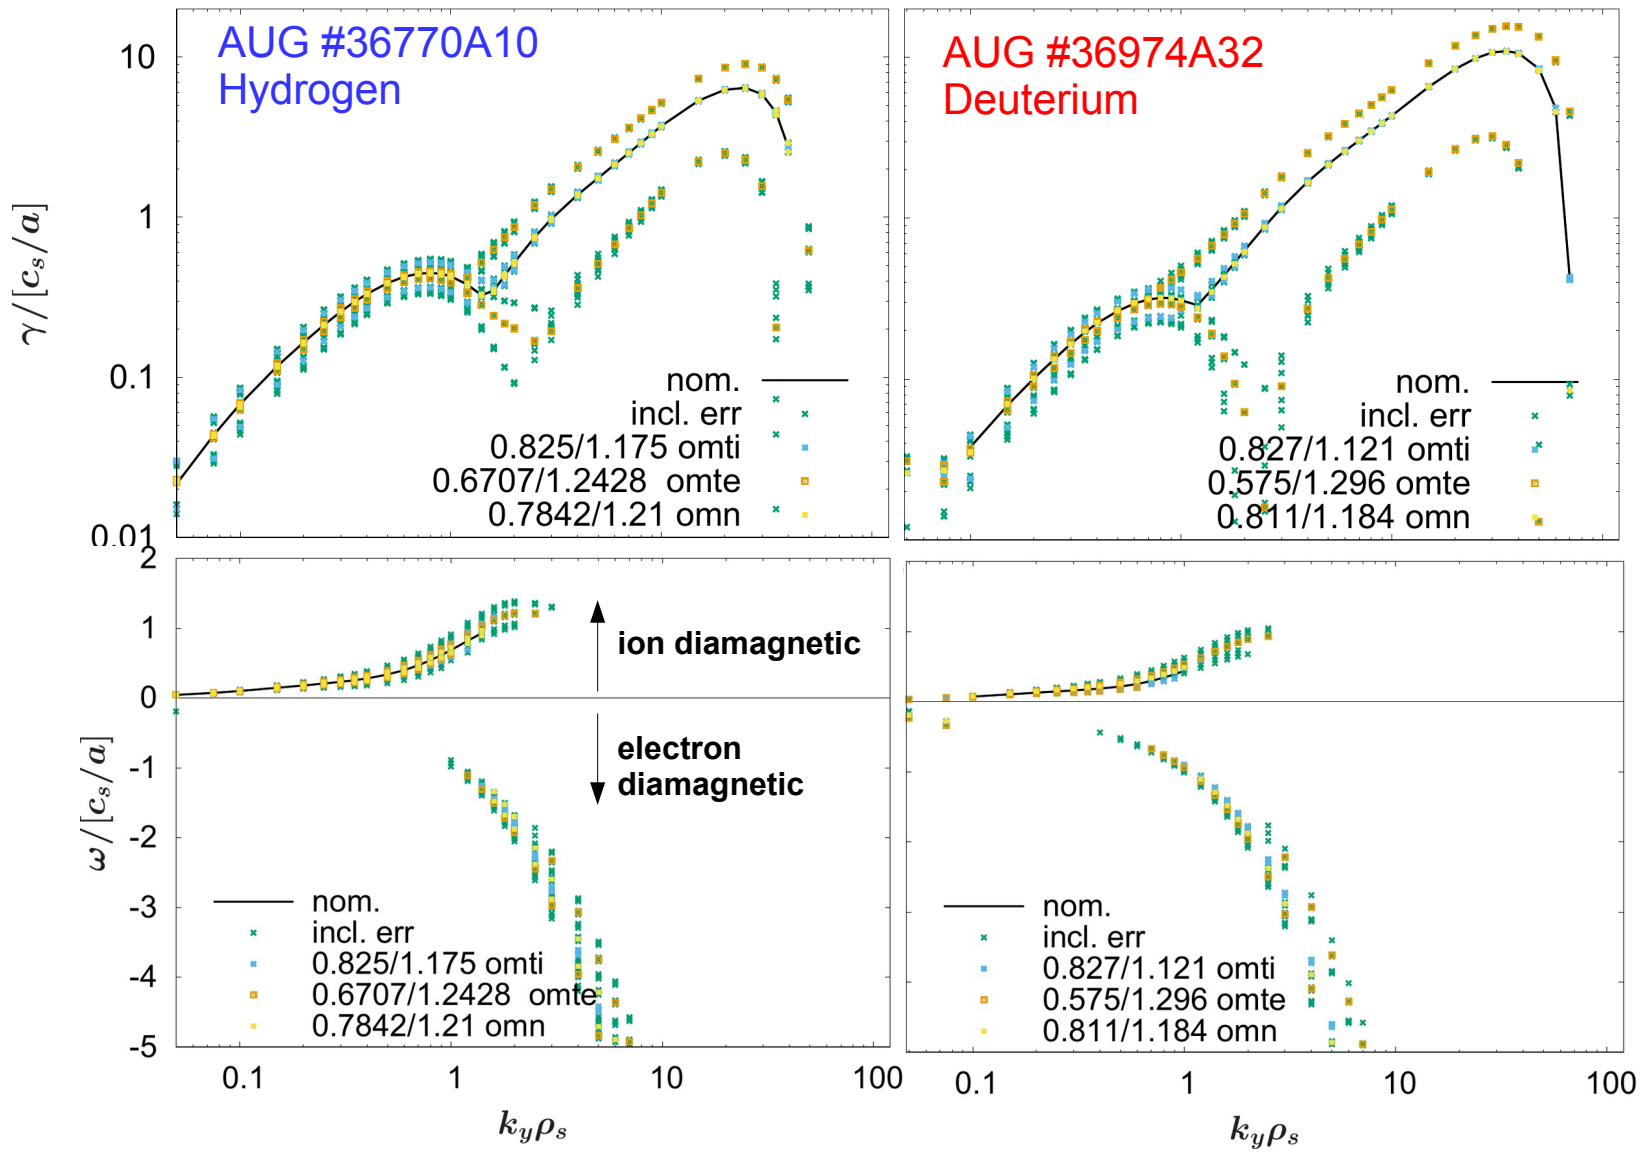 AUG #36770A10
Hydrogen
10
1
0.1
0.01
γ/[c_s/a]
nom.
incl. err
0.825/1.175 omti
0.6707/1.2428 omte
0.7842/1.21 omn
AUG #36974A32
Deuterium
nom.
incl. err
0.827/1.121 omti
0.575/1.296 omte
0.811/1.184 omn
2
1
0
-1
-2
-3
-4
-5
ω/[c_s/a]
ion diamagnetic
electron
diamagnetic
nom.
incl. err
0.825/1.175 omti
0.6707/1.2428 omte
0.7842/1.21 omn
0.1 1 10 100
k_yρ_s
nom.
incl. err
0.827/1.121 omti
0.575/1.296 omte
0.811/1.184 omn
0.1 1 10 100
k_yρ_s